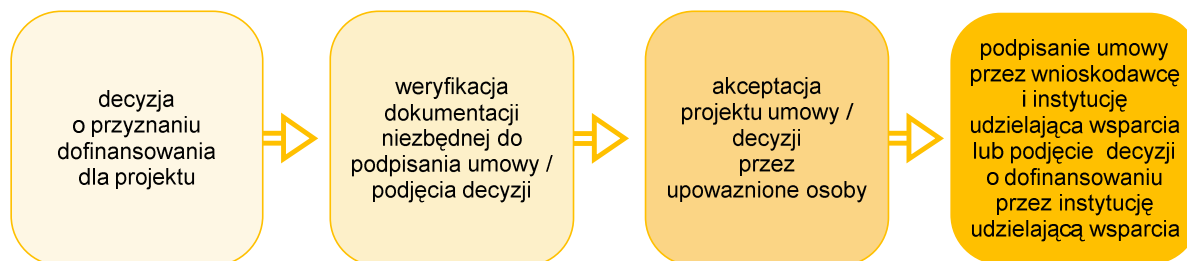 decyzja
o przyznaniu
dofinansowania
dla projektu
weryfikacja
dokumentacji
niezbędnej do
podpisania umowy /
podjęcia decyzji
akceptacja
projektu umowy /
decyzji
przez
upowaznione osoby
podpisanie umowy
przez wnioskodawcę
i instytucję
udzielająca wsparcia
lub podjęcie decyzji
o dofinansowaniu
przez instytucję
udzielającą wsparcia